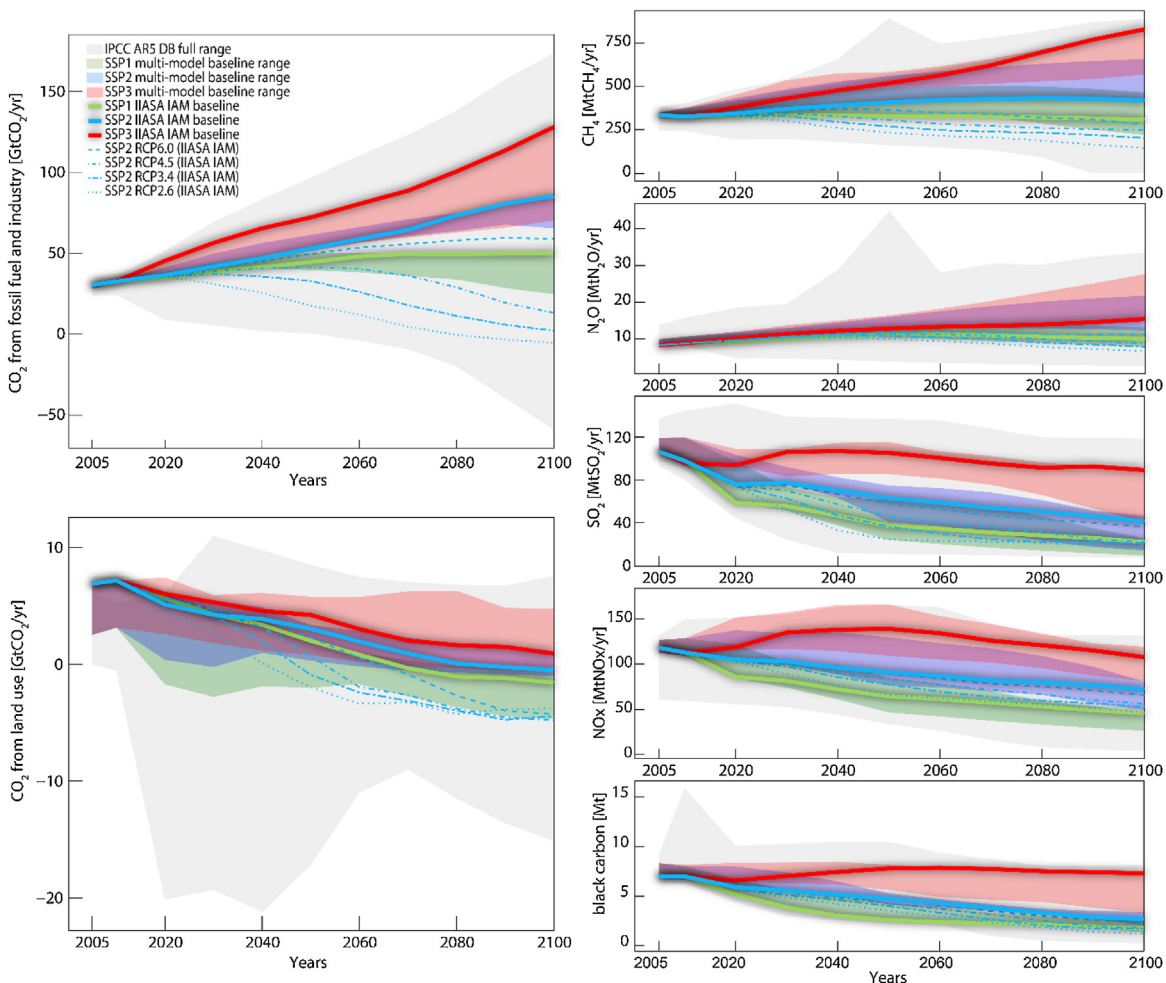 IPCC AR5 DB full range
SSP1 multi-model baseline range
SSP2 multi-model baseline range
SSP3 multi-model baseline range
SSP1 IIASA IAM baseline
SSP2 IIASA IAM baseline
SSP3 IIASA IAM baseline
SSP2 RCP6.0 (IIASA IAM)
SSP2 RCP4.5 (IIASA IAM)
SSP2 RCP3.4 (IIASA IAM)
SSP2 RCP2.6 (IIASA IAM)
CO₂ from fossil fuel and industry [GtCO₂/yr]
150
100
50
0
−50
2005 2020 2040 2060 2080 2100
Years
CO₂ from land use [GtCO₂/yr]
10
0
−10
−20
2005 2020 2040 2060 2080 2100
Years
CH₄ [MtCH₄/yr]
750
500
250
0
2005 2020 2040 2060 2080 2100
N₂O [MtN₂O/yr]
40
30
20
10
2005 2020 2040 2060 2080 2100
SO₂ [MtSO₂/yr]
120
80
40
0
2005 2020 2040 2060 2080 2100
NOx [MtNOx/yr]
150
100
50
0
2005 2020 2040 2060 2080 2100
black carbon [Mt]
15
10
5
0
2005 2020 2040 2060 2080 2100
Years